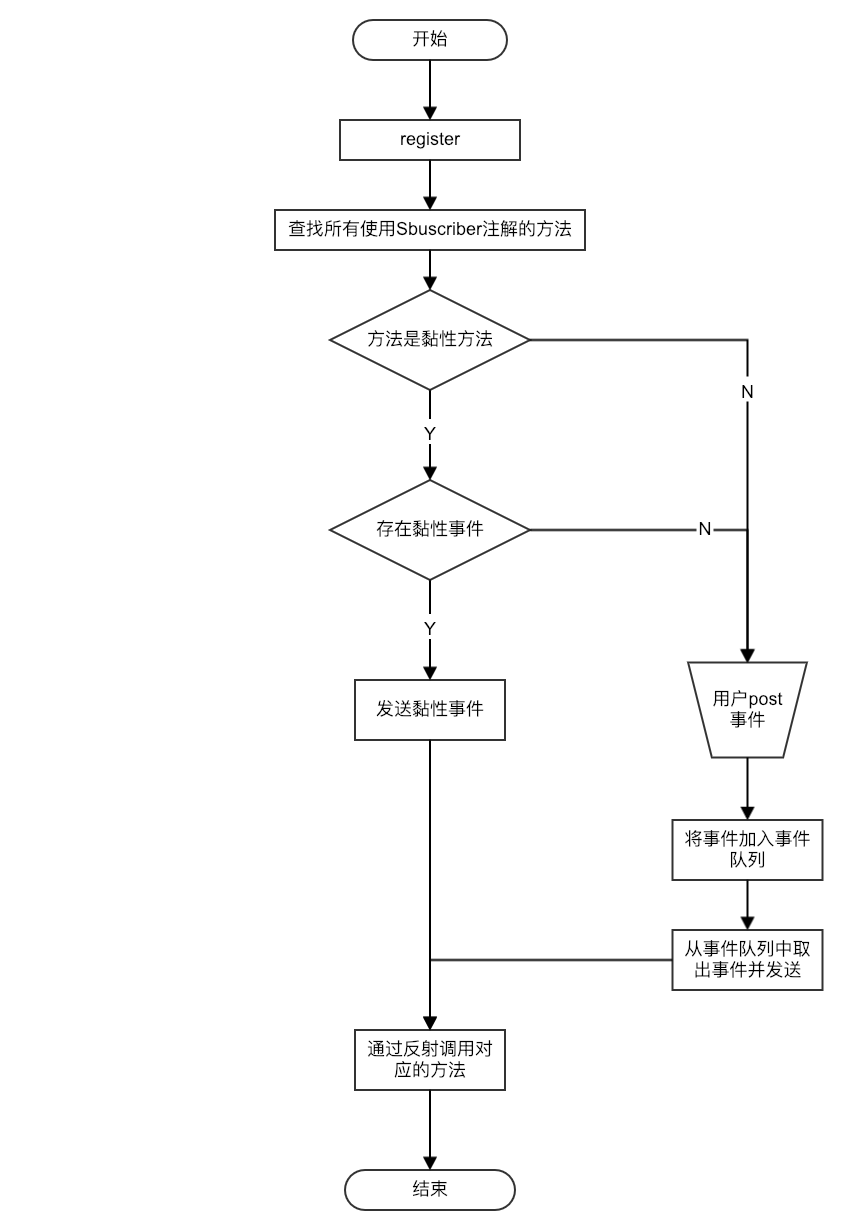 开始
register
查找所有使用Sbuscriber注解的方法
方法是黏性方法
N
Y
存在黏性事件
N
Y
发送黏性事件
用户post
事件
将事件加入事件
队列
从事件队列中取
出事件并发送
通过反射调用对
应的方法
结束